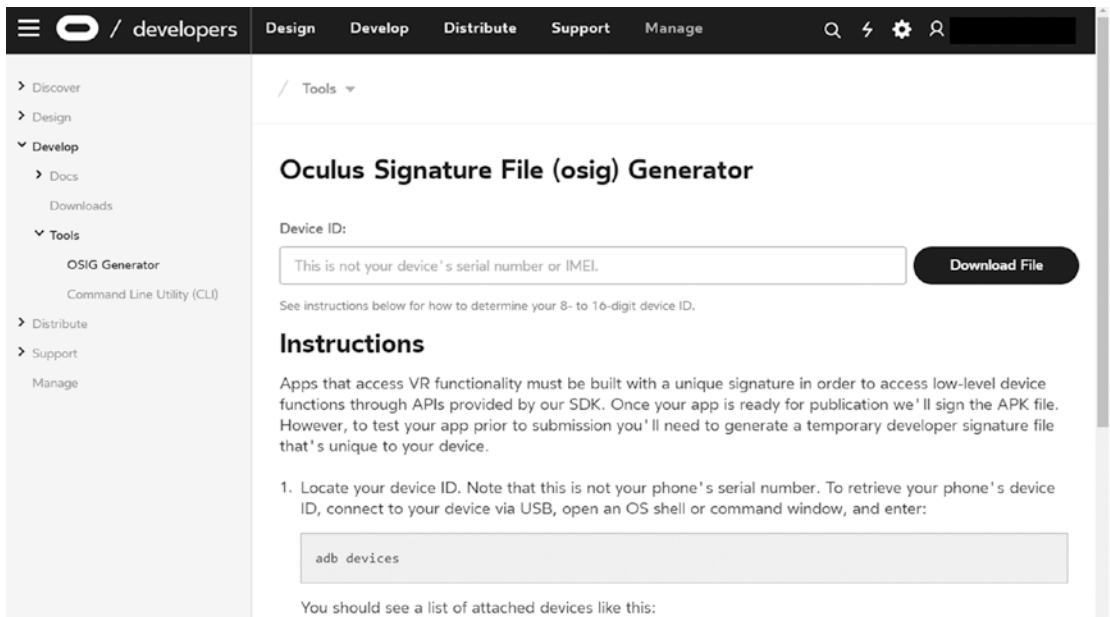 / developers Design Develop Distribute Support Manage
Discover
Design
Develop
Docs
Downloads
Tools
OSIG Generator
Command Line Utility (CLI)
Distribute
Support
Manage
/ Tools
Oculus Signature File (osig) Generator
Device ID:
This is not your device's serial number or IMEI.
Download File
See instructions below for how to determine your 8- to 16-digit device ID.
Instructions
Apps that access VR functionality must be built with a unique signature in order to access low-level device
functions through APIs provided by our SDK. Once your app is ready for publication we'll sign the APK file.
However, to test your app prior to submission you'll need to generate a temporary developer signature file
that's unique to your device.
1. Locate your device ID. Note that this is not your phone's serial number. To retrieve your phone's device
ID, connect to your device via USB, open an OS shell or command window, and enter:
adb devices
You should see a list of attached devices like this: